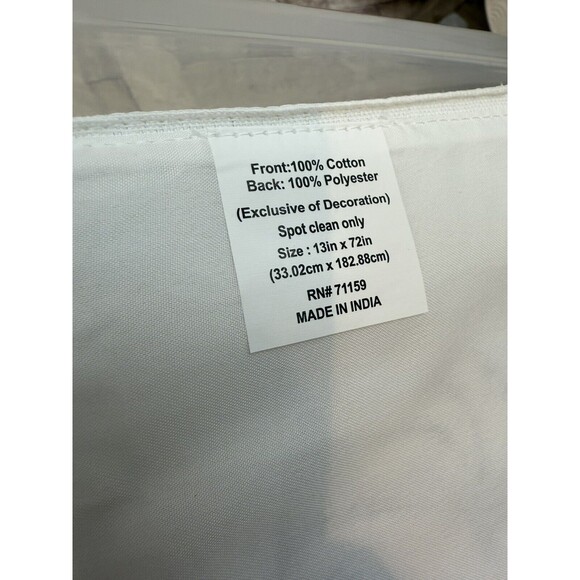 Front:100% Cotton
Back: 100% Polyester
(Exclusive of Decoration)
Spot clean only
Size : 13in x 72in
(33.02cm x 182.88cm)
RN# 71159
MADE IN INDIA